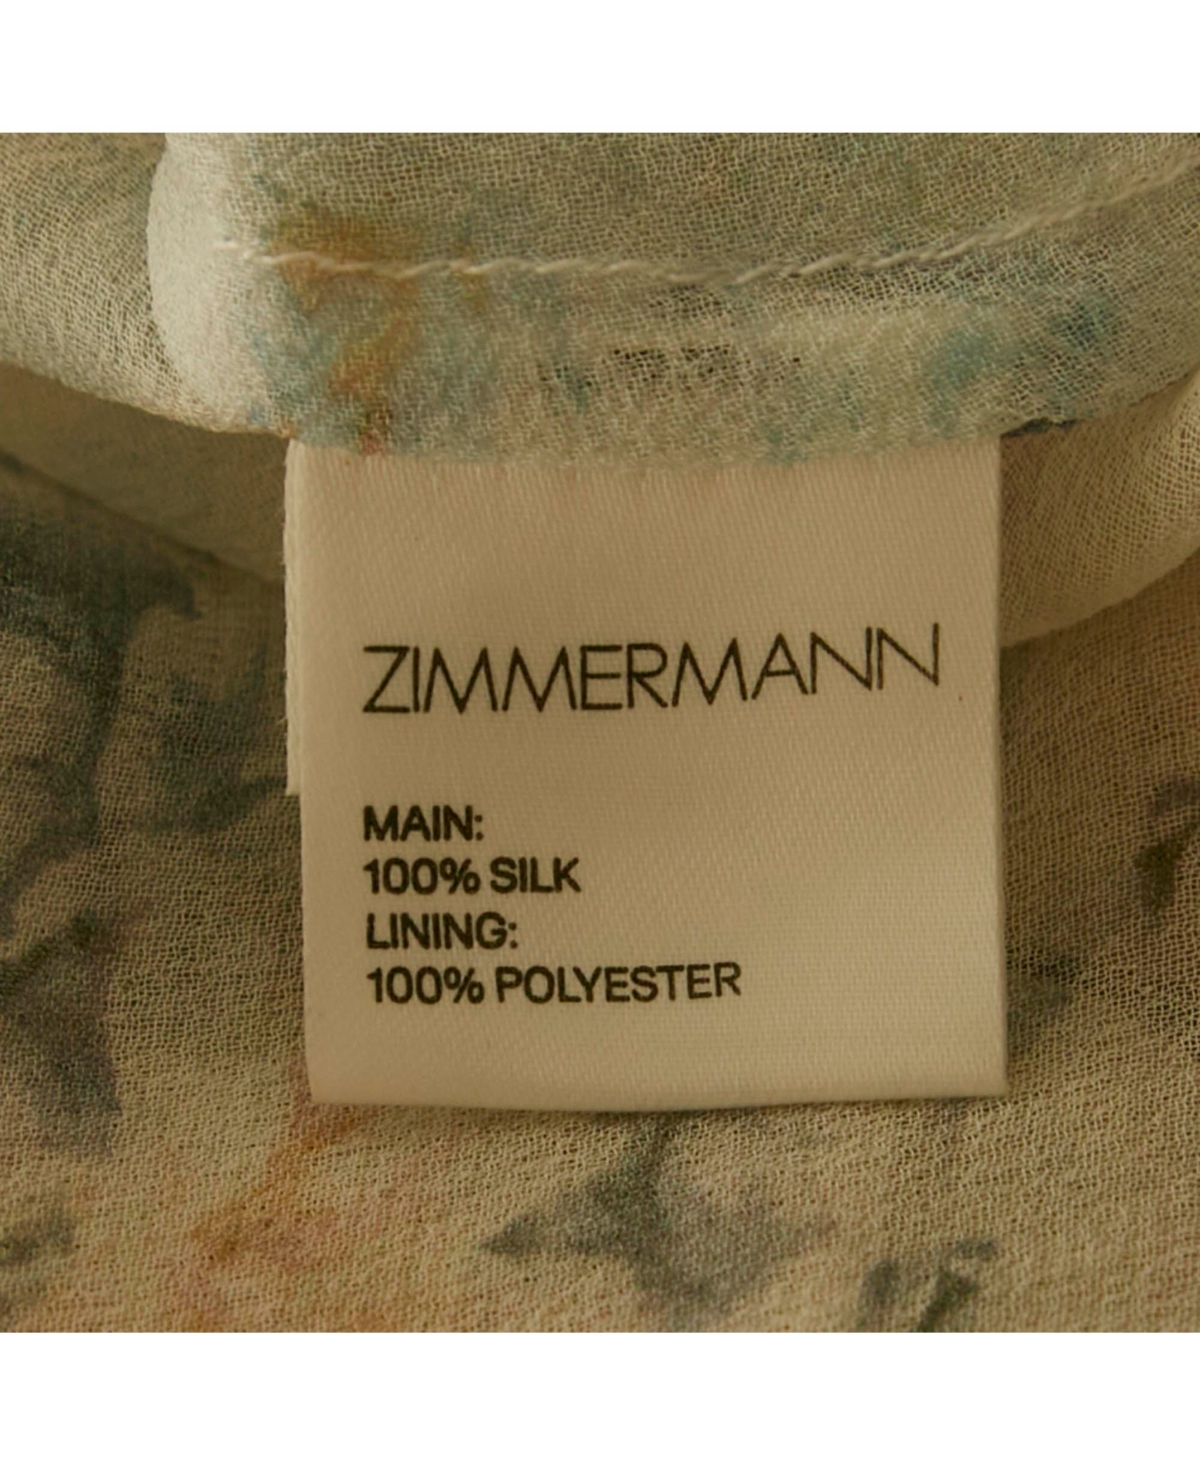 ZIMMERMANN
MAIN:
100% SILK
LINING:
100% POLYESTER